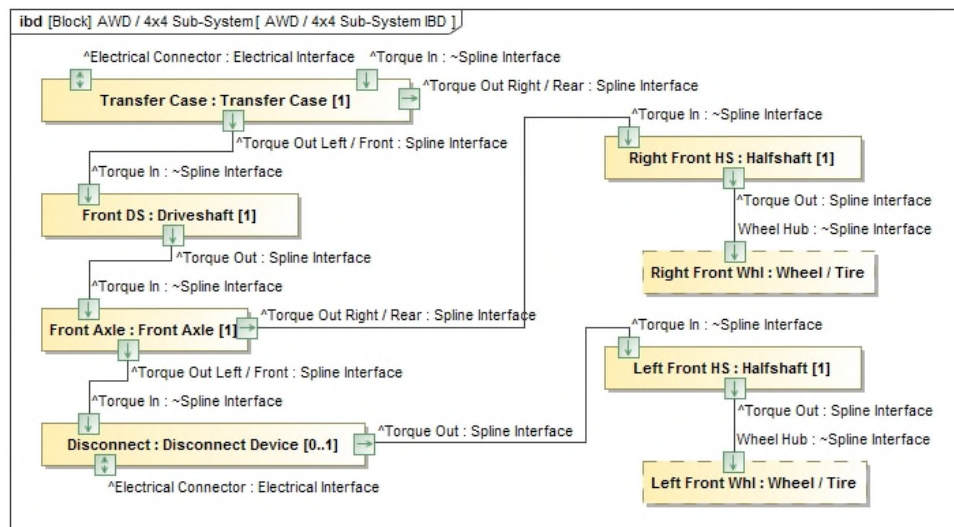 ibd [Block] AWD / 4x4 Sub-System [ AWD / 4x4 Sub-System IBD ]
^Electrical Connector : Electrical Interface
^Torque In : ~Spline Interface
Transfer Case : Transfer Case [1]
^Torque Out Right / Rear : Spline Interface
^Torque Out Left / Front : Spline Interface
^Torque In : ~Spline Interface
Front DS : Driveshaft [1]
^Torque Out : Spline Interface
^Torque In : ~Spline Interface
Front Axle : Front Axle [1]
^Torque Out Right / Rear : Spline Interface
^Torque Out Left / Front : Spline Interface
^Torque In : ~Spline Interface
Disconnect : Disconnect Device [0..1]
^Torque Out : Spline Interface
^Electrical Connector : Electrical Interface
^Torque In : ~Spline Interface
Right Front HS : Halfshaft [1]
^Torque Out : Spline Interface
Wheel Hub : ~Spline Interface
Right Front Whl : Wheel / Tire
^Torque In : ~Spline Interface
Left Front HS : Halfshaft [1]
^Torque Out : Spline Interface
Wheel Hub : ~Spline Interface
Left Front Whl : Wheel / Tire